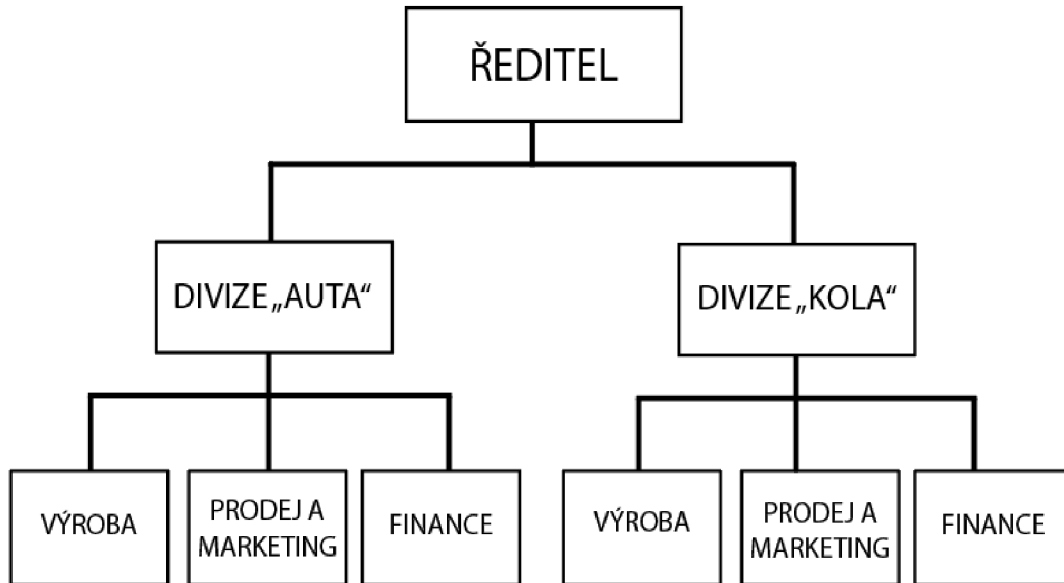 ŘEDITEL
DIVIZE „AUTA“
DIVIZE „KOLA“
VÝROBA
PRODEJ A
MARKETING
FINANCE
VÝROBA
PRODEJ A
MARKETING
FINANCE